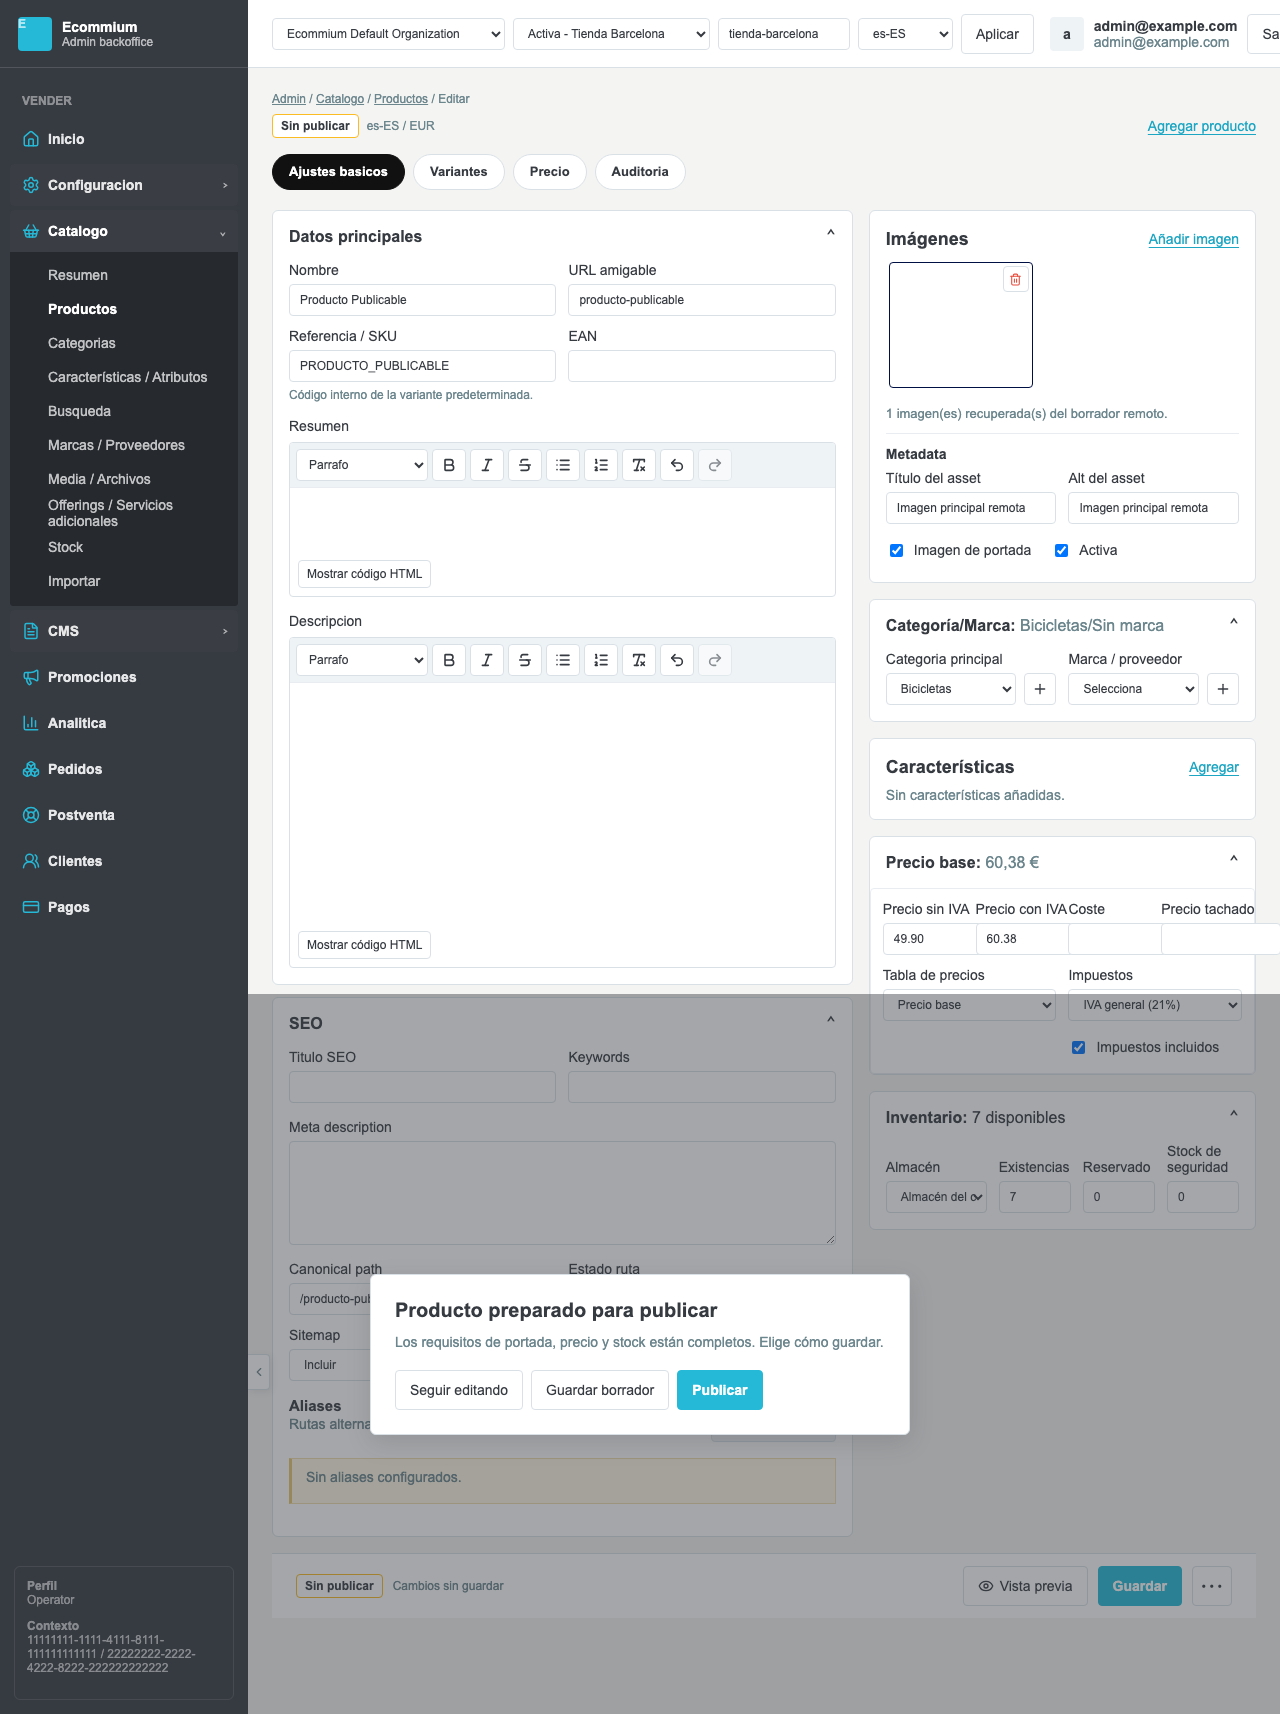 E
Ecommium
Admin backoffice
Ecommium Default Organization
Activa - Tienda Barcelona
tienda-barcelona
es-ES
Aplicar
a
admin@example.com
admin@example.com
Sa
VENDER
Inicio
Configuracion
Catalogo
Resumen
Productos
Categorias
Características / Atributos
Busqueda
Marcas / Proveedores
Media / Archivos
Offerings / Servicios
adicionales
Stock
Importar
CMS
Promociones
Analitica
Pedidos
Postventa
Clientes
Pagos
Perfil
Operator
Contexto
11111111-1111-4111-8111-
111111111111 / 22222222-2222-
4222-8222-222222222222
Admin / Catalogo / Productos / Editar
Sin publicar es-ES / EUR
Agregar producto
Ajustes basicos
Variantes
Precio
Auditoria
Datos principales
Nombre
URL amigable
Producto Publicable
producto-publicable
Referencia / SKU
EAN
PRODUCTO_PUBLICABLE
Código interno de la variante predeterminada.
Resumen
Parrafo
Mostrar código HTML
Descripcion
Parrafo
Mostrar código HTML
SEO
Titulo SEO
Keywords
Meta description
Canonical path
Estado ruta
/producto-pub
Sitemap
Incluir
Aliases
Rutas alterna
Sin aliases configurados.
Imágenes
Añadir imagen
1 imagen(es) recuperada(s) del borrador remoto.
Metadata
Título del asset
Alt del asset
Imagen principal remota
Imagen principal remota
Imagen de portada
Activa
Categoría/Marca: Bicicletas/Sin marca
Categoria principal
Marca / proveedor
Bicicletas
Selecciona
Características
Agregar
Sin características añadidas.
Precio base: 60,38 €
Precio sin IVA
Precio con IVA
Coste
Precio tachado
49.90
60.38
Tabla de precios
Impuestos
Precio base
IVA general (21%)
Impuestos incluidos
Inventario: 7 disponibles
Almacén
Existencias
Reservado
Stock de
seguridad
Almacén del c
7
0
0
Producto preparado para publicar
Los requisitos de portada, precio y stock están completos. Elige cómo guardar.
Seguir editando
Guardar borrador
Publicar
Sin publicar
Cambios sin guardar
Vista previa
Guardar